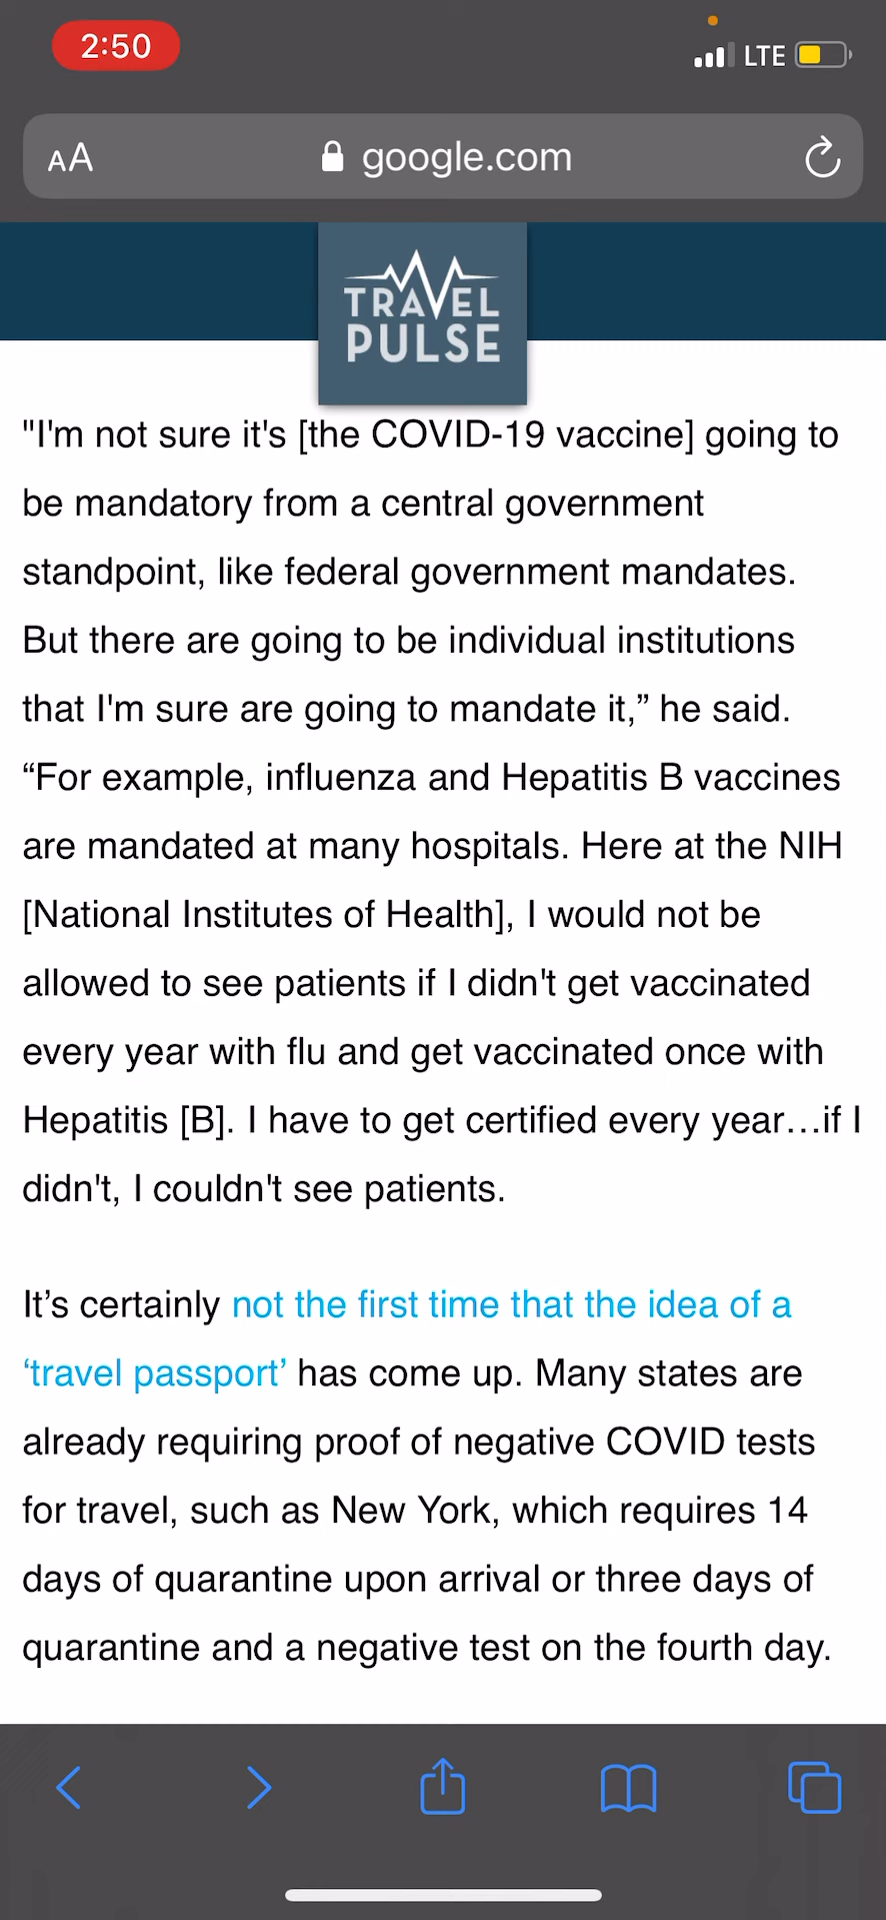 2:50
LTE
AA
google.com
TRAVEL
PULSE
"I'm not sure it's [the COVID-19 vaccine] going to
be mandatory from a central government
standpoint, like federal government mandates.
But there are going to be individual institutions
that I'm sure are going to mandate it,” he said.
“For example, influenza and Hepatitis B vaccines
are mandated at many hospitals. Here at the NIH
[National Institutes of Health], I would not be
allowed to see patients if I didn't get vaccinated
every year with flu and get vaccinated once with
Hepatitis [B]. I have to get certified every year…if I
didn't, I couldn't see patients.
It’s certainly not the first time that the idea of a
‘travel passport’ has come up. Many states are
already requiring proof of negative COVID tests
for travel, such as New York, which requires 14
days of quarantine upon arrival or three days of
quarantine and a negative test on the fourth day.